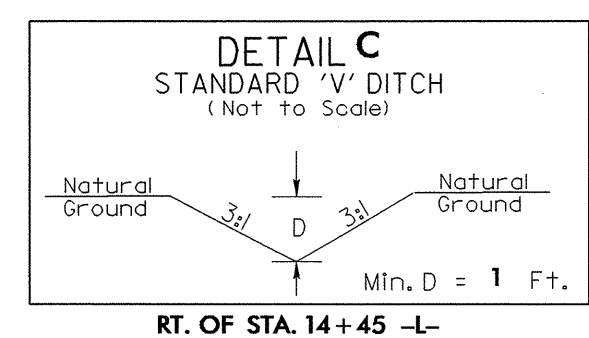 DETAIL C
STANDARD 'V' DITCH
(Not to Scale)
Natural
Ground
3:1
D
3:1
Natural
Ground
Min. D = 1 Ft.
RT. OF STA. 14+45 -L-